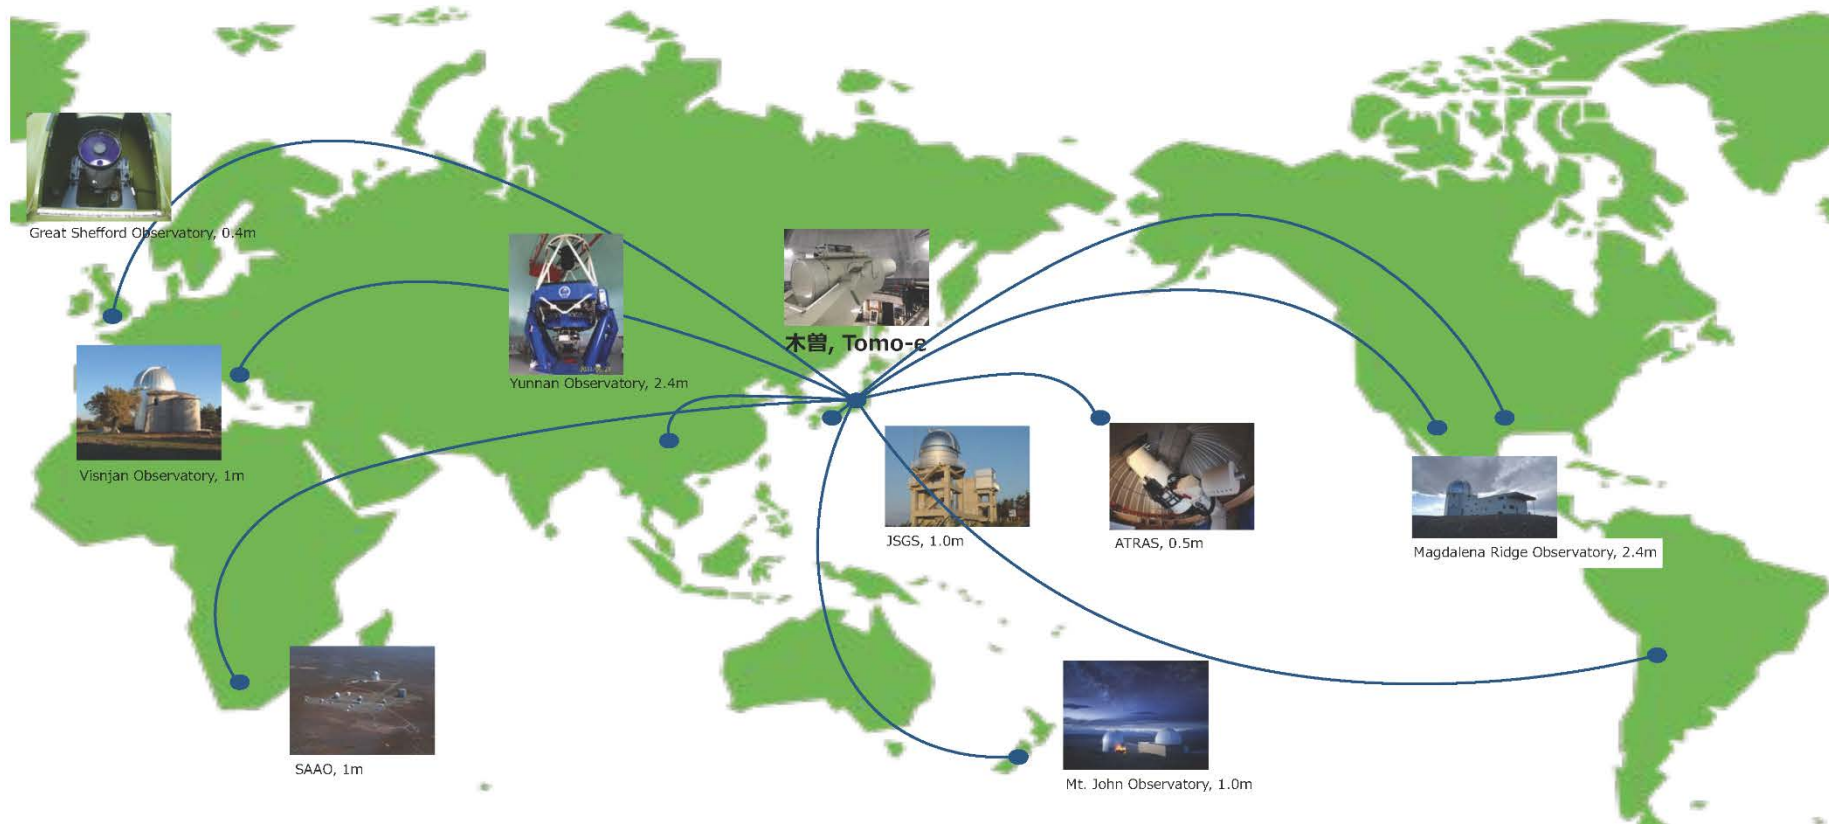 Great Shefford Observatory, 0.4m
木曽, Tomo-e
Yunnan Observatory, 2.4m
Visnjan Observatory, 1m
JSGS, 1.0m
ATRAS, 0.5m
Magdalena Ridge Observatory, 2.4m
SAAO, 1m
Mt. John Observatory, 1.0m